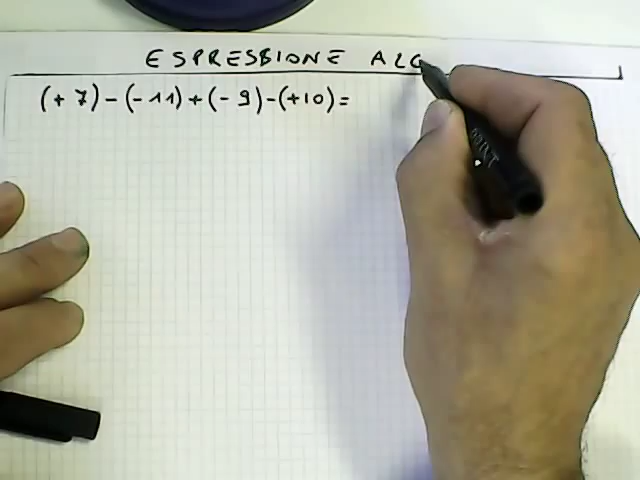 ESPRESSIONE ALG
(+ 7) - (- 11) + (- 9) - (+10) =